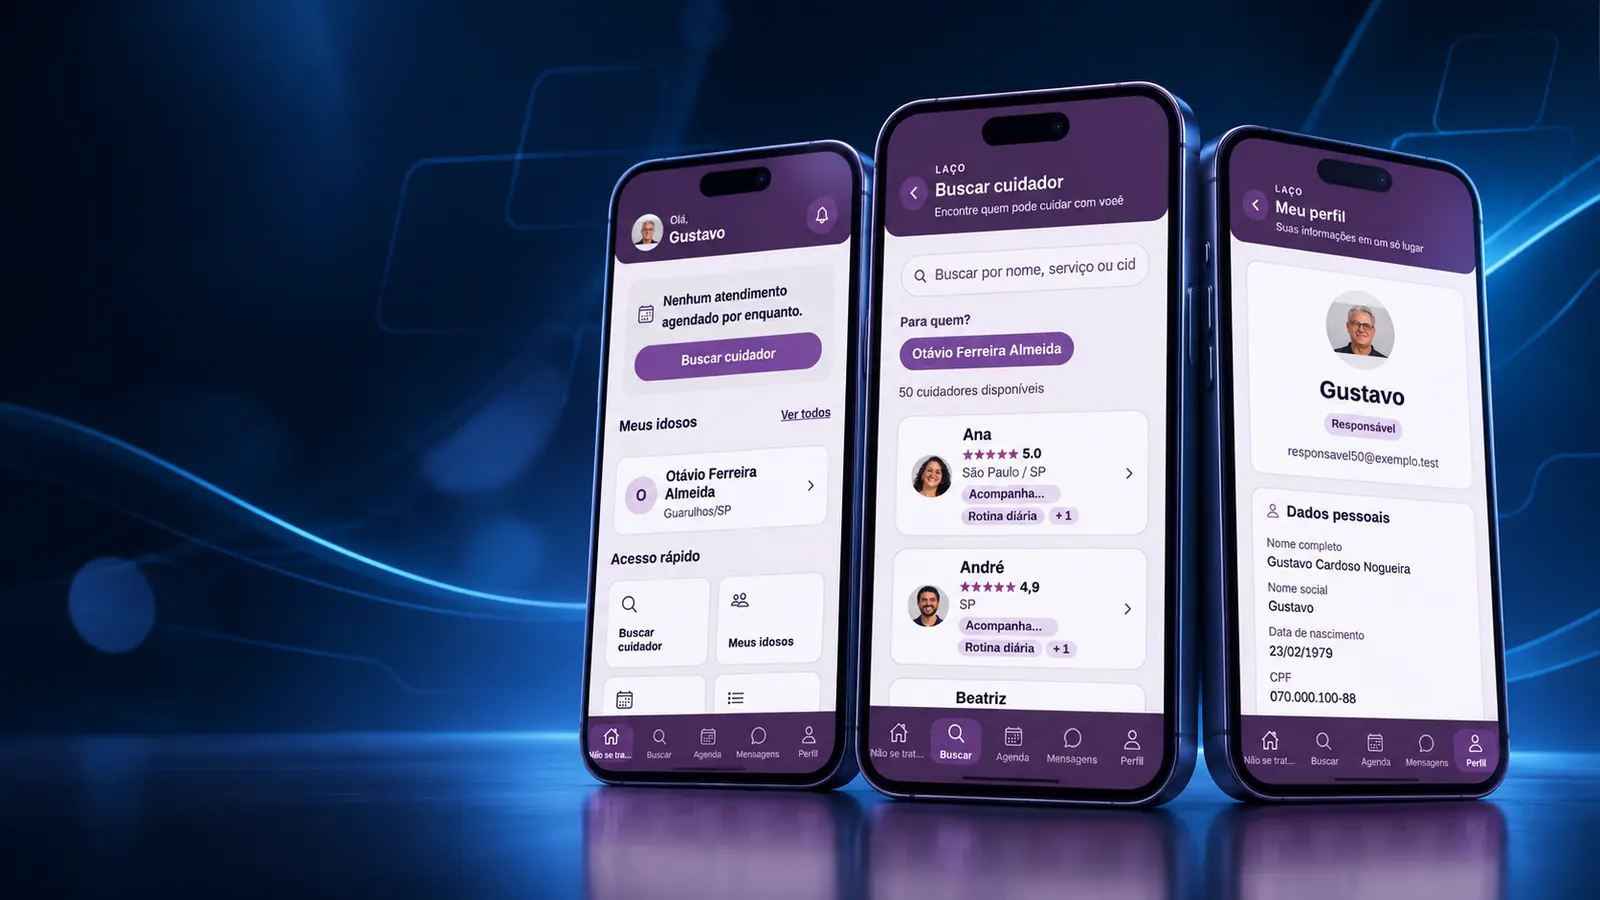 Olá,
Gustavo
Nenhum atendimento
agendado por enquanto.
Buscar cuidador
Meus idosos
Ver todos
O
Otávio Ferreira
Almeida
Guarulhos/SP
Acesso rápido
Buscar
cuidador
Meus idosos
Não se tra...
Buscar
Agenda
Mensagens
Perfil
LAÇO
Buscar cuidador
Encontre quem pode cuidar com você
Buscar por nome, serviço ou cid
Para quem?
Otávio Ferreira Almeida
50 cuidadores disponíveis
Ana
★★★★★ 5.0
São Paulo / SP
Acompanha...
Rotina diária
+ 1
André
★★★★★ 4,9
SP
Acompanha...
Rotina diária
+ 1
Beatriz
Não se trat...
Buscar
Agenda
Mensagens
Perfil
LAÇO
Meu perfil
Suas informações em um só lugar
Gustavo
Responsável
responsavel50@exemplo.test
Dados pessoais
Nome completo
Gustavo Cardoso Nogueira
Nome social
Gustavo
Data de nascimento
23/02/1979
CPF
070.000.100-88
Não se trat...
Buscar
Agenda
Mensagens
Perfil